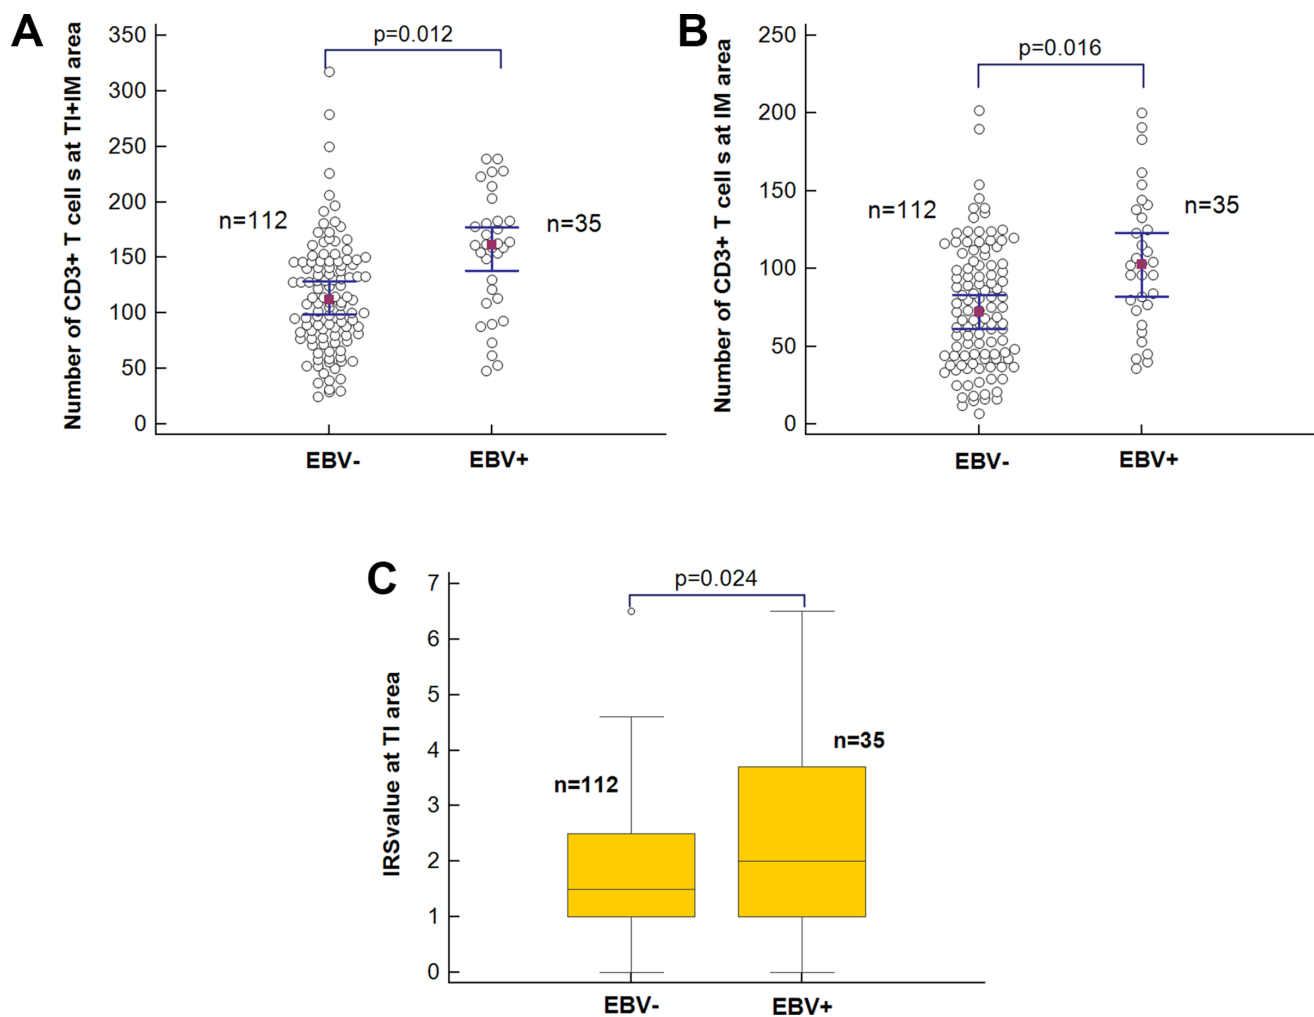 A
Number of CD3+ T cell s at TI+IM area
350
300
250
200
150
100
50
0
p=0.012
n=112
n=35
EBV-
EBV+
B
Number of CD3+ T cell s at IM area
250
200
150
100
50
0
p=0.016
n=112
n=35
EBV-
EBV+
C
IRSvalue at TI area
7
6
5
4
3
2
1
0
p=0.024
n=112
n=35
EBV-
EBV+